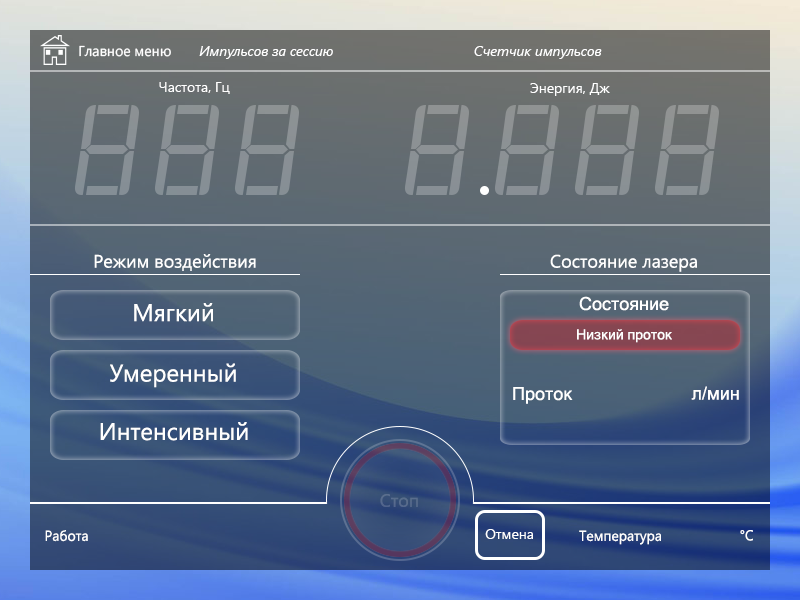 Главное меню Импульсов за сессию Счетчик импульсов
Частота, Гц Энергия, Дж
Режим воздействия Состояние лазера
Мягкий
Умеренный
Интенсивный
Состояние
Низкий проток
Проток л/мин
Стоп
Работа Отмена Температура °C